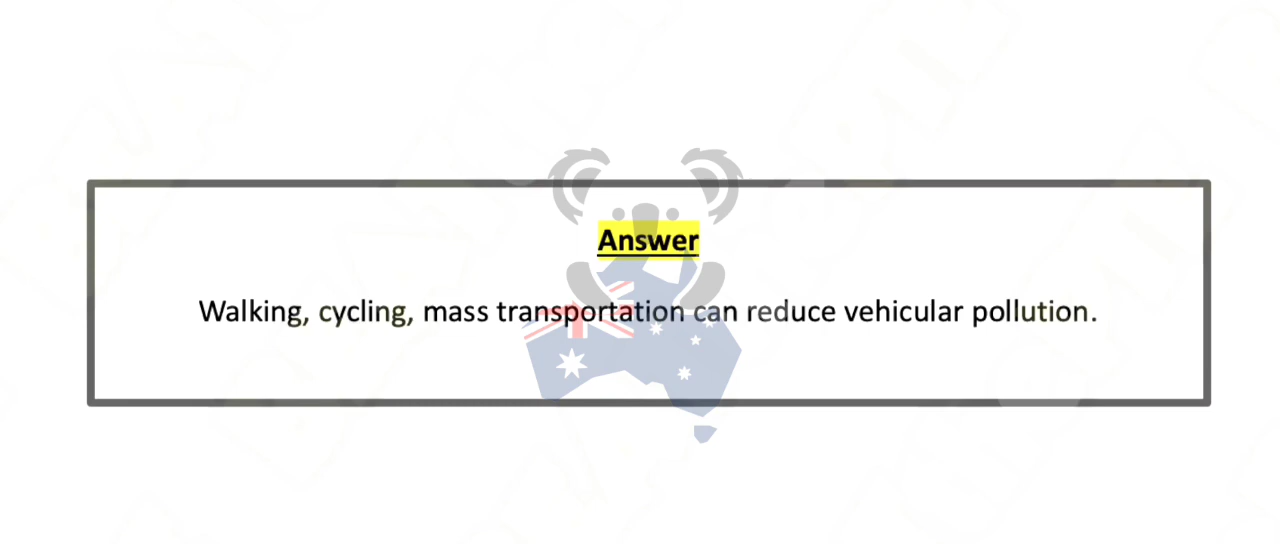 Answer
Walking, cycling, mass transportation can reduce vehicular pollution.